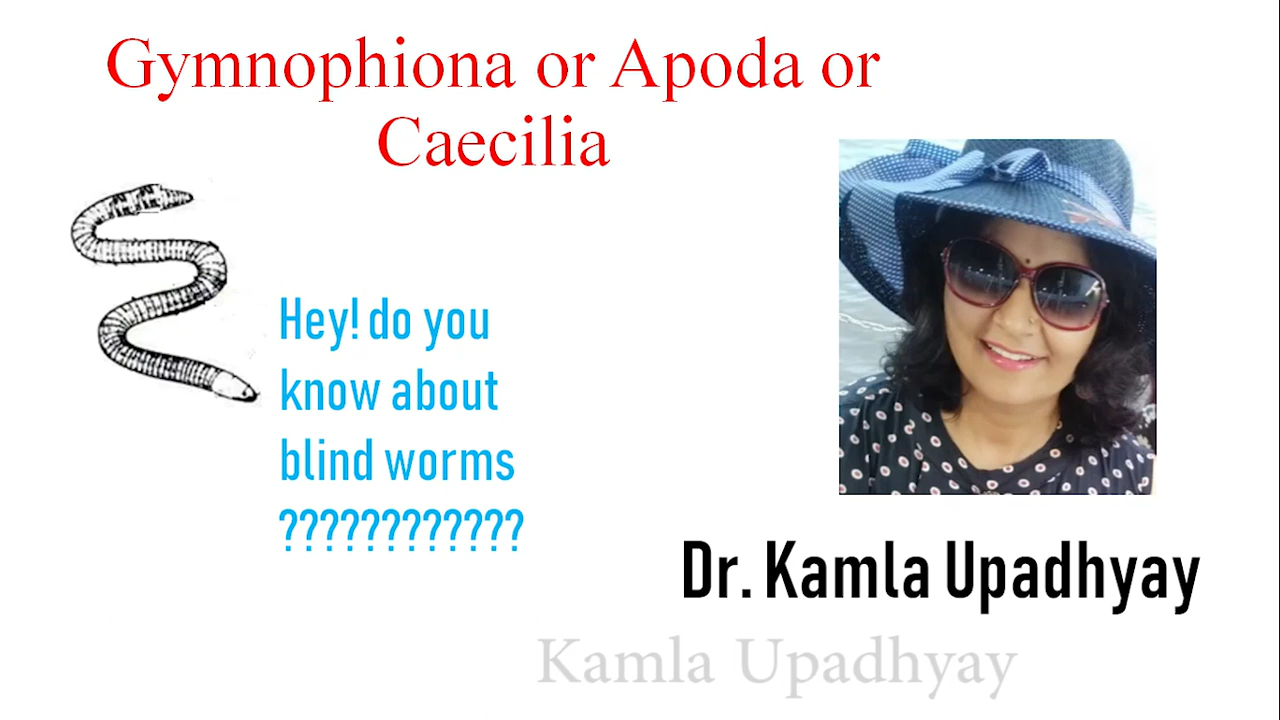 Gymnophiona or Apoda or
Caecilia
Hey! do you
know about
blind worms
????????????
Dr. Kamla Upadhyay
Kamla Upadhyay